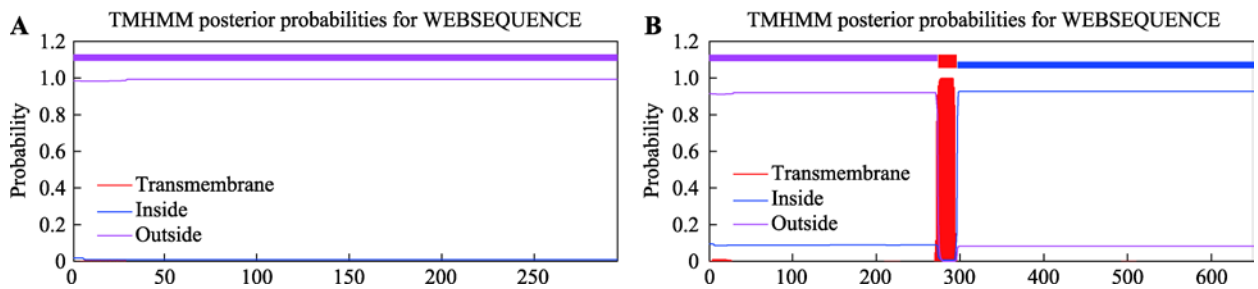 A
TMHMM posterior probabilities for WEBSEQUENCE
Probability
1.2
1.0
0.8
0.6
0.4
0.2
0
Transmembrane
Inside
Outside
0 50 100 150 200 250
B
TMHMM posterior probabilities for WEBSEQUENCE
Probability
1.2
1.0
0.8
0.6
0.4
0.2
0
Transmembrane
Inside
Outside
0 100 200 300 400 500 600